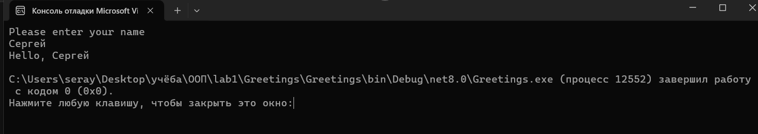 Консоль отладки Microsoft Vi
Please enter your name
Сергей
Hello, Сергей
C:\Users\seray\Desktop\учёба\ООП\lab1\Greetings\Greetings\bin\Debug\net8.0\Greetings.exe (процесс 12552) завершил работу
с кодом 0 (0x0).
Нажмите любую клавишу, чтобы закрыть это окно: